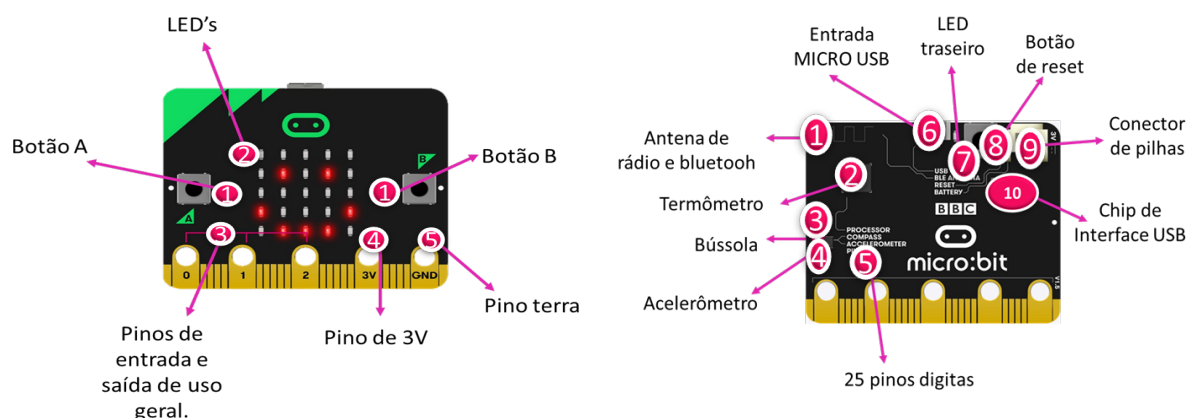 LED's
Botão A
2
1
B
1
Botão B
A
3
4
5
0
1
2
3V
GND
Pinos de
entrada e
saída de uso
geral.
Pino de 3V
Pino terra
Entrada
MICRO USB
LED
traseiro
Botão
de reset
Antena de
rádio e bluetooh
Conector
de pilhas
Termômetro
Bússola
Acelerômetro
1
6
7
8
9
3V
2
USB
RESET
BATTERY
10
BBC
3
PROCESSOR
COMPASS
ACCELEROMETER
4
5
micro:bit
V1.5
Chip de
Interface USB
25 pinos digitas